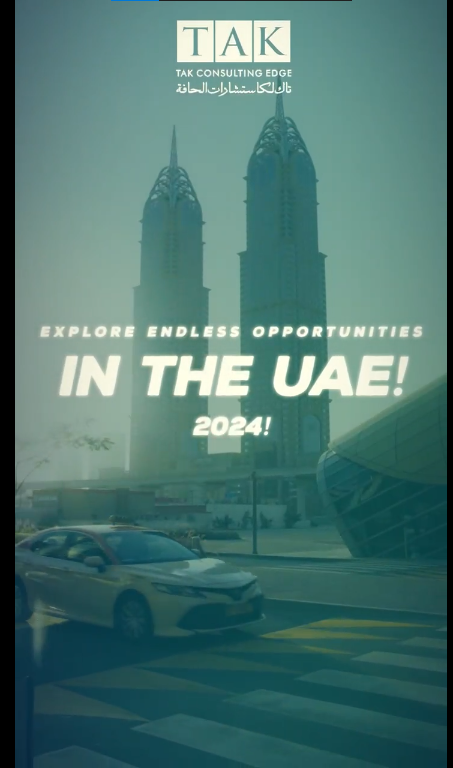 TAK
TAK CONSULTING EDGE
تاك لكاستشارات الحافة
EXPLORE ENDLESS OPPORTUNITIES
IN THE UAE!
2024!